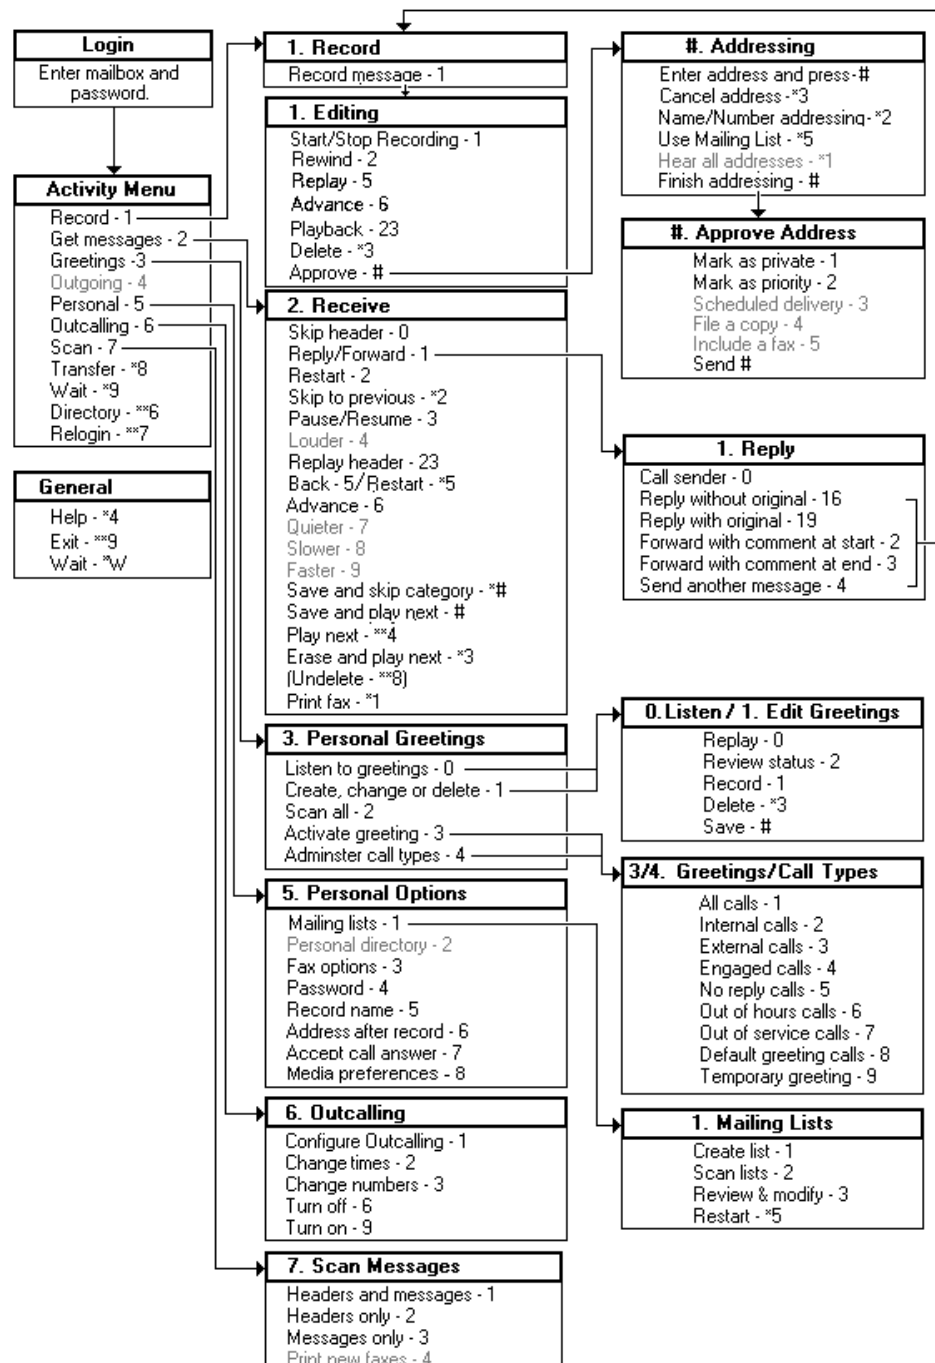 Login
Enter mailbox and
password.
Activity Menu
Record - 1
Get messages - 2
Greetings -3
Outgoing - 4
Personal - 5
Outcalling - 6
Scan - 7
Transfer - *8
Wait - *9
Directory - **6
Relogin - **7
General
Help - *4
Exit - **9
Wait - *W
1. Record
Record message - 1
1. Editing
Start/Stop Recording - 1
Rewind - 2
Replay - 5
Advance - 6
Playback - 23
Delete - *3
Approve - #
2. Receive
Skip header - 0
Reply/Forward - 1
Restart - 2
Skip to previous - *2
Pause/Resume - 3
Louder - 4
Replay header - 23
Back - 5/Restart - *5
Advance - 6
Quieter - 7
Slower - 8
Faster - 9
Save and skip category - *#
Save and play next - #
Play next - **4
Erase and play next - *3
(Undelete - **8)
Print fax - *1
3. Personal Greetings
Listen to greetings - 0
Create, change or delete - 1
Scan all - 2
Activate greeting - 3
Adminster call types - 4
5. Personal Options
Mailing lists - 1
Personal directory - 2
Fax options - 3
Password - 4
Record name - 5
Address after record - 6
Accept call answer - 7
Media preferences - 8
6. Outcalling
Configure Outcalling - 1
Change times - 2
Change numbers - 3
Turn off - 6
Turn on - 9
7. Scan Messages
Headers and messages - 1
Headers only - 2
Messages only - 3
Print new faxes - 4
#. Addressing
Enter address and press-#
Cancel address - *3
Name/Number addressing- *2
Use Mailing List - *5
Hear all addresses - *1
Finish addressing - #
#. Approve Address
Mark as private - 1
Mark as priority - 2
Scheduled delivery - 3
File a copy - 4
Include a fax - 5
Send #
1. Reply
Call sender - 0
Reply without original - 16
Reply with original - 19
Forward with comment at start - 2
Forward with comment at end - 3
Send another message - 4
0.Listen / 1. Edit Greetings
Replay - 0
Review status - 2
Record - 1
Delete - *3
Save - #
3/4. Greetings/Call Types
All calls - 1
Internal calls - 2
External calls - 3
Engaged calls - 4
No reply calls - 5
Out of hours calls - 6
Out of service calls - 7
Default greeting calls - 8
Temporary greeting - 9
1. Mailing Lists
Create list - 1
Scan lists - 2
Review & modify - 3
Restart - *5